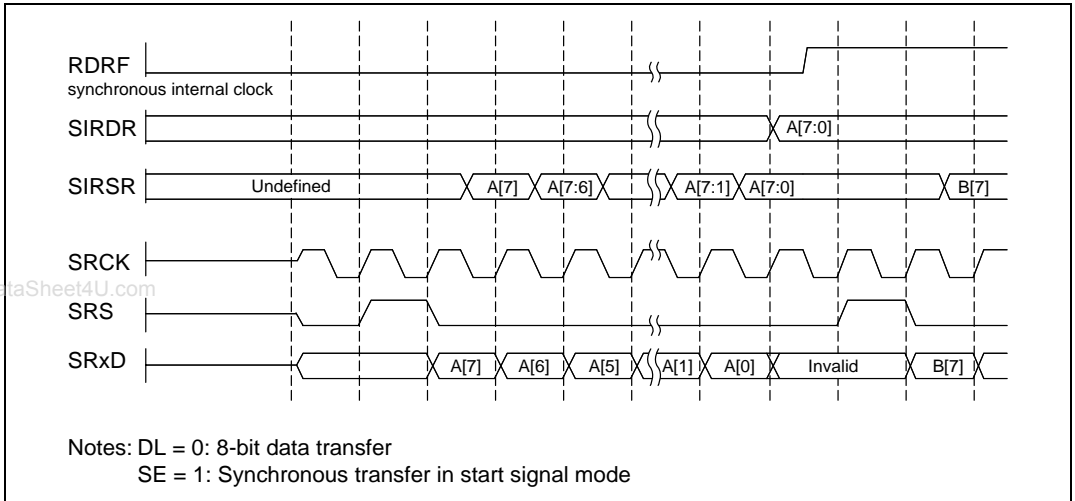 RDRF
synchronous internal clock
SIRDR A[7:0]
SIRSR Undefined A[7] A[7:6] A[7:1] A[7:0] B[7]
SRCK
ataSheet4U.com
SRS
SRxD A[7] A[6] A[5] A[1] A[0] Invalid B[7]
Notes: DL = 0: 8-bit data transfer
SE = 1: Synchronous transfer in start signal mode